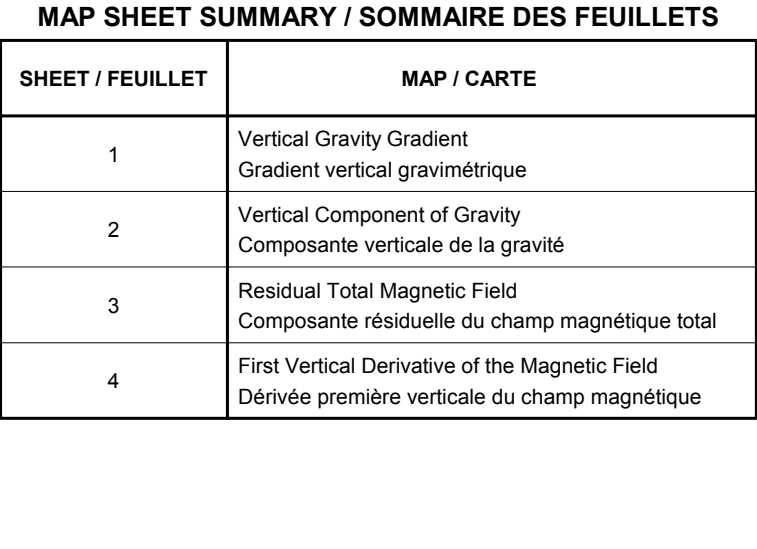 MAP SHEET SUMMARY / SOMMAIRE DES FEUILLETS
SHEET / FEUILLET
MAP / CARTE
1
Vertical Gravity Gradient
Gradient vertical gravimétrique
2
Vertical Component of Gravity
Composante verticale de la gravité
3
Residual Total Magnetic Field
Composante résiduelle du champ magnétique total
4
First Vertical Derivative of the Magnetic Field
Dérivée première verticale du champ magnétique